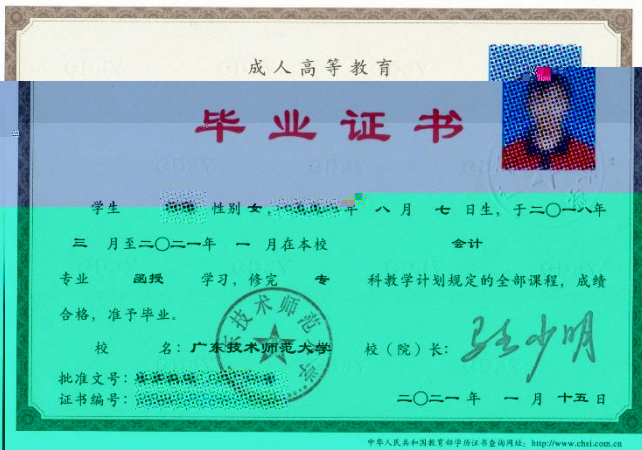 成人高等教育
毕业证书
学生 性别 女, 年 八 月 七 日生, 于二〇一八年
三 月至二〇二一年 一 月在本校 会计
专业 函授 学习, 修完 专 科教学计划规定的全部课程, 成绩
合格, 准予毕业。
校 名: 广东技术师范大学 校(院)长:
批准文号:
证书编号: 二〇二一年 一 月 十五日
中华人民共和国教育部学历证书查询网址: http://www.chsi.com.cn